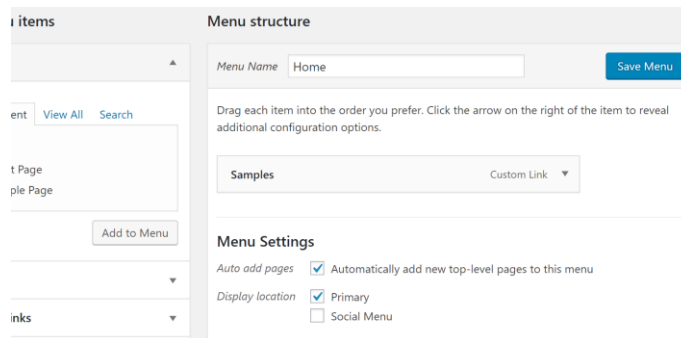 items
Menu structure
Menu Name Home
Save Menu
View All Search
Drag each item into the order you prefer. Click the arrow on the right of the item to reveal
additional configuration options.
Page
Page
Samples Custom Link
Add to Menu
Menu Settings
Auto add pages Automatically add new top-level pages to this menu
Display location Primary
Social Menu